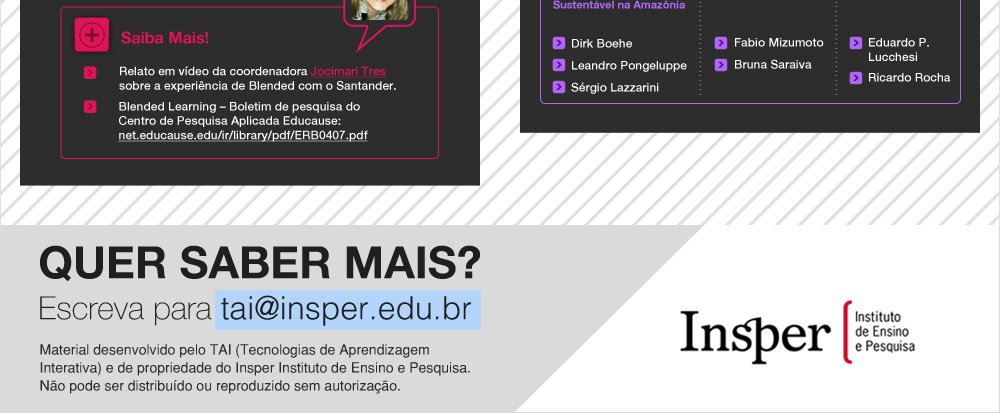 Saiba Mais!
Relato em vídeo da coordenadora Jocimari Tres
sobre a experiência de Blended com o Santander.
Blended Learning – Boletim de pesquisa do
Centro de Pesquisa Aplicada Educause:
net.educause.edu/ir/library/pdf/ERB0407.pdf
Sustentável na Amazônia
Dirk Boehe
Leandro Pongeluppe
Sérgio Lazzarini
Fabio Mizumoto
Bruna Saraiva
Eduardo P.
Lucchesi
Ricardo Rocha
QUER SABER MAIS?
Escreva para tai@insper.edu.br
Material desenvolvido pelo TAI (Tecnologias de Aprendizagem
Interativa) e de propriedade do Insper Instituto de Ensino e Pesquisa.
Não pode ser distribuído ou reproduzido sem autorização.
Insper
Instituto
de Ensino
e Pesquisa